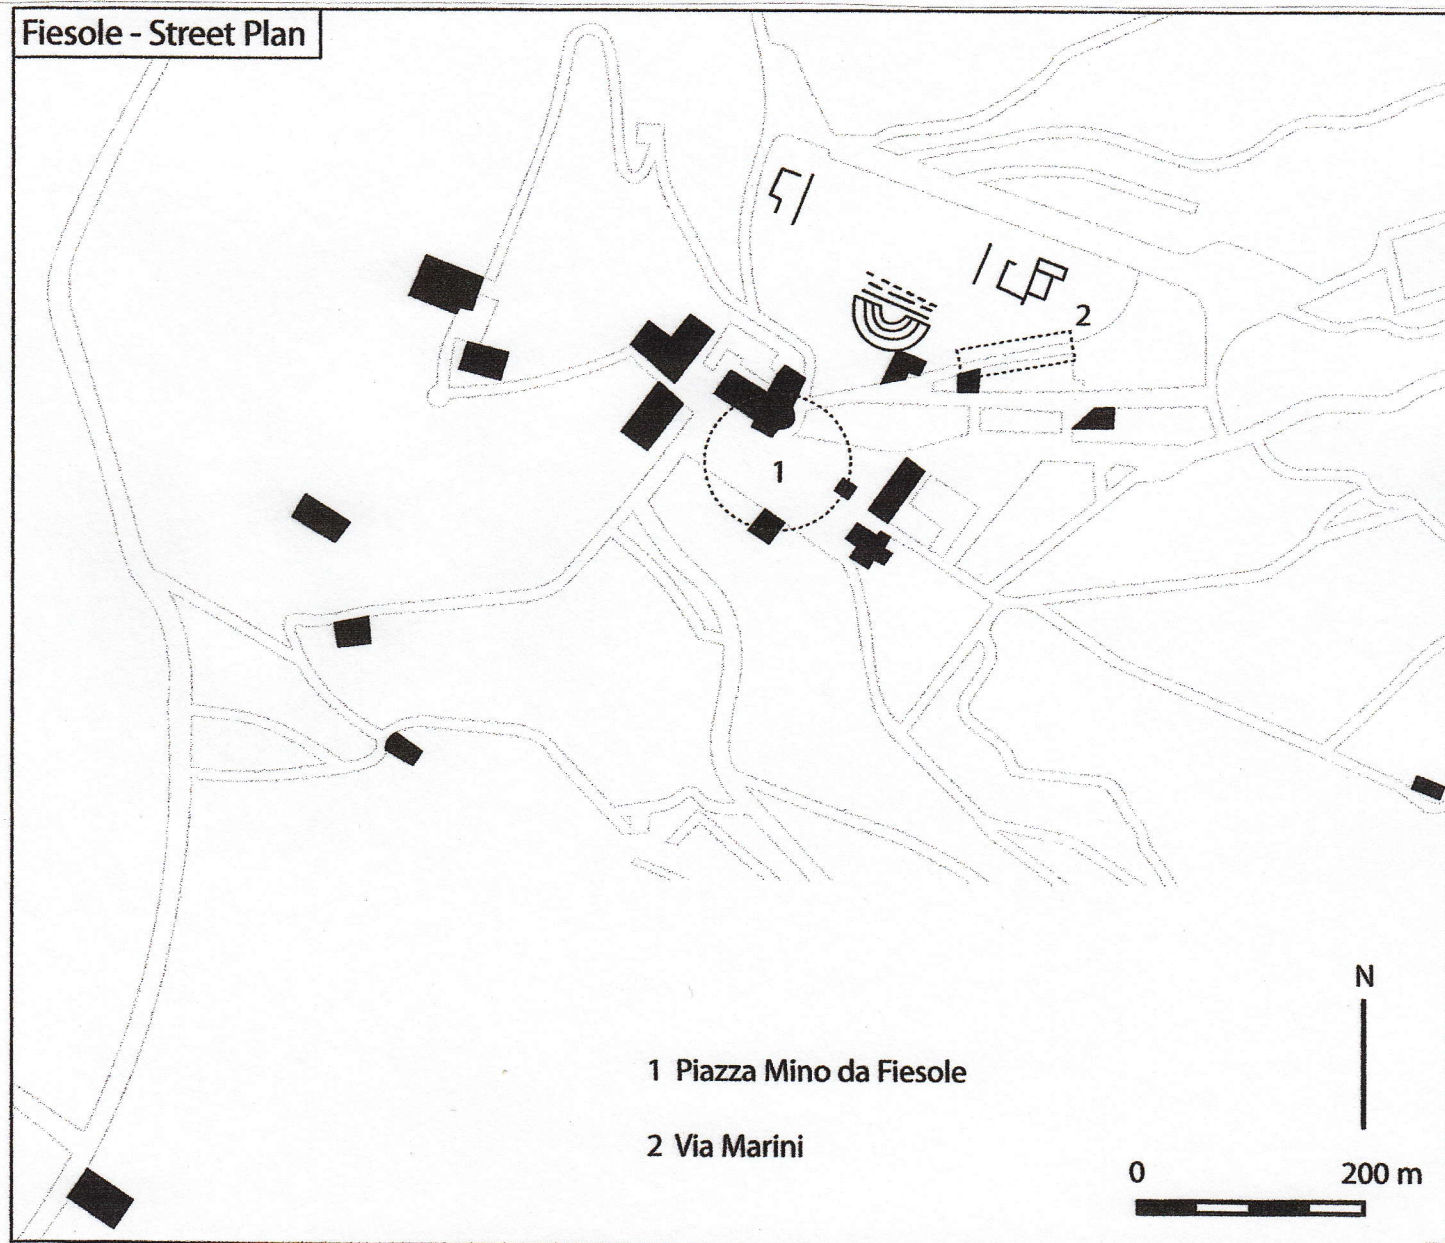 Fiesole - Street Plan
2
1
N
1 Piazza Mino da Fiesole
2 Via Marini
0 200 m